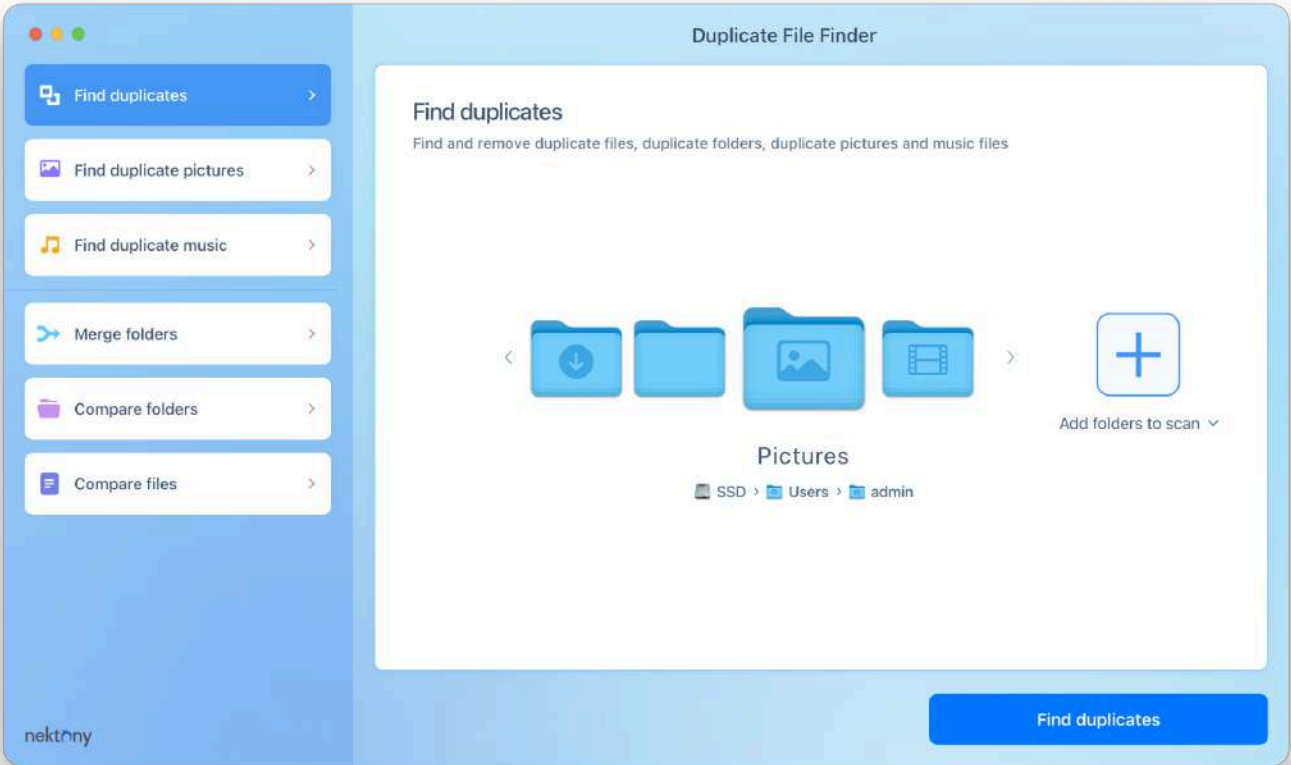 Duplicate File Finder
Find duplicates
Find duplicate pictures
Find duplicate music
Merge folders
Compare folders
Compare files
nektony
Find duplicates
Find and remove duplicate files, duplicate folders, duplicate pictures and music files
Add folders to scan
Pictures
SSD › Users › admin
Find duplicates